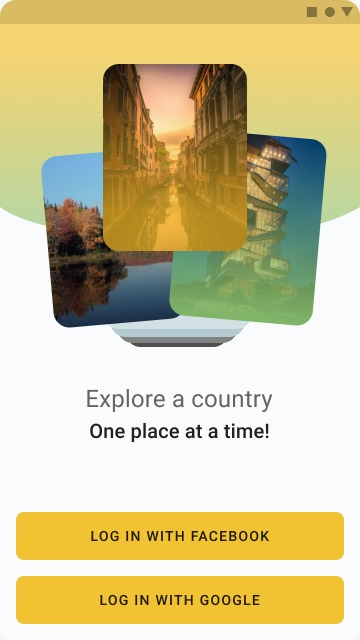 Explore a country
One place at a time!
LOG IN WITH FACEBOOK
LOG IN WITH GOOGLE